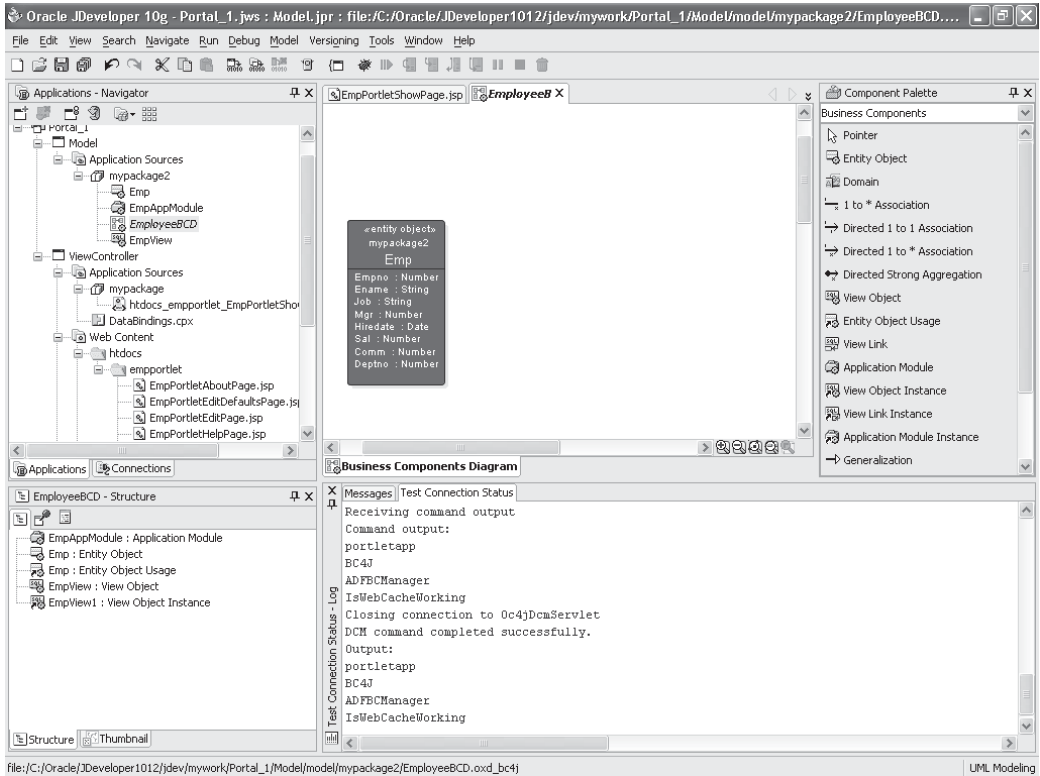 Oracle JDeveloper 10g - Portal_1.jws : Model.jpr : file:/C:/Oracle/JDeveloper1012/jdev/mywork/Portal_1/Model/model/mypackage2/EmployeeBCD....
File Edit View Search Navigate Run Debug Model Versioning Tools Window Help
Applications - Navigator
Portal_1
Model
Application Sources
mypackage2
Emp
EmpAppModule
EmployeeBCD
EmpView
ViewController
Application Sources
mypackage
htdocs_empportlet_EmpPortletSho
DataBindings.cpx
Web Content
htdocs
empportlet
EmpPortletAboutPage.jsp
EmpPortletEditDefaultsPage.jsp
EmpPortletEditPage.jsp
EmpPortletHelpPage.jsp
Applications Connections
EmpPortletShowPage.jsp EmployeeB
«entity object»
mypackage2
Emp
Empno : Number
Ename : String
Job : String
Mgr : Number
Hiredate : Date
Sal : Number
Comm : Number
Deptno : Number
Business Components Diagram
Component Palette
Business Components
Pointer
Entity Object
Domain
1 to * Association
Directed 1 to 1 Association
Directed 1 to * Association
Directed Strong Aggregation
View Object
Entity Object Usage
View Link
Application Module
View Object Instance
View Link Instance
Application Module Instance
Generalization
EmployeeBCD - Structure
EmpAppModule : Application Module
Emp : Entity Object
Emp : Entity Object Usage
EmpView : View Object
EmpView1 : View Object Instance
Structure Thumbnail
Messages Test Connection Status
Test Connection Status - Log
Receiving command output
Command output:
portletapp
BC4J
ADFBCManager
IsWebCacheWorking
Closing connection to Oc4jDcmServlet
DCM command completed successfully.
Output:
portletapp
BC4J
ADFBCManager
IsWebCacheWorking
file:/C:/Oracle/JDeveloper1012/jdev/mywork/Portal_1/Model/model/mypackage2/EmployeeBCD.oxd_bc4j
UML Modeling